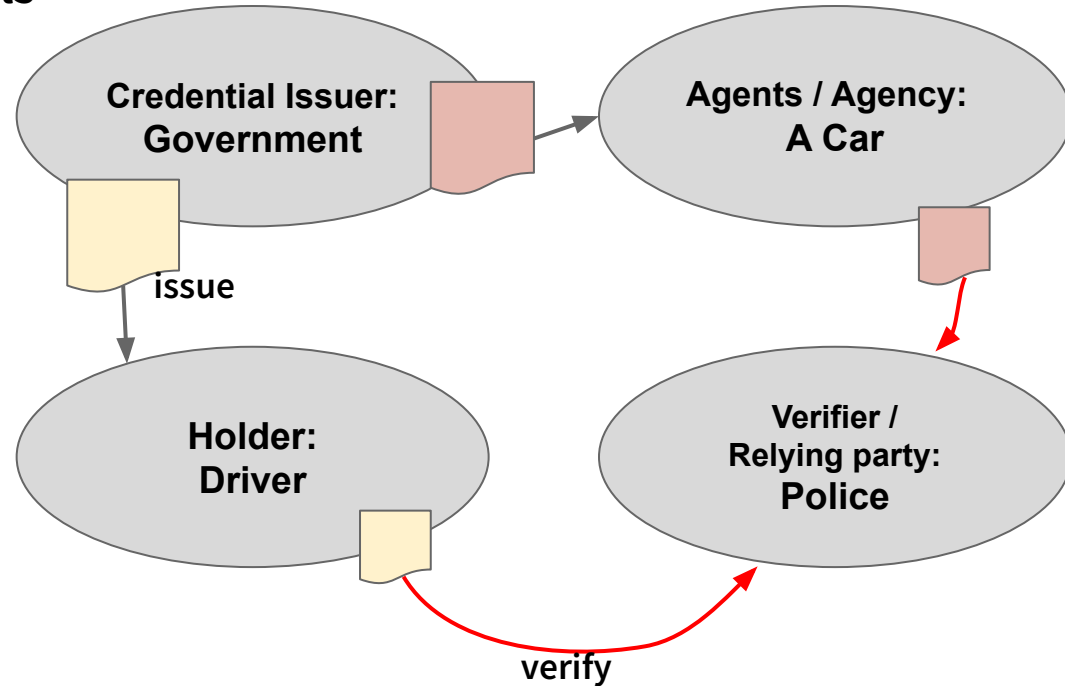 Credential Issuer:
Government
Agents / Agency:
A Car
issue
Holder:
Driver
Verifier /
Relying party:
Police
verify